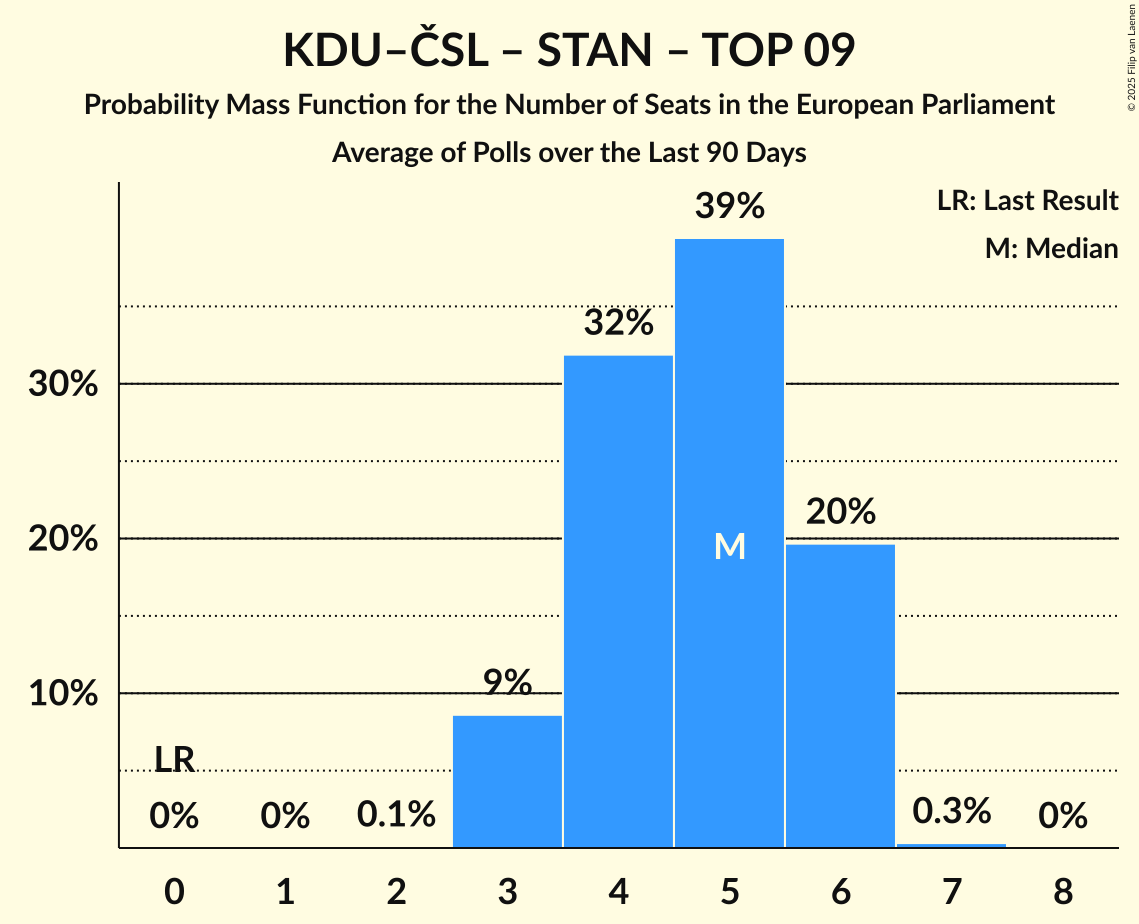 KDU–ČSL – STAN – TOP 09
Probability Mass Function for the Number of Seats in the European Parliament
Average of Polls over the Last 90 Days
© 2025 Filip van Laenen
LR: Last Result
M: Median
39%
32%
30%
20%
20%
M
10%
9%
LR
0%
0%
0.1%
0.3%
0%
0 1 2 3 4 5 6 7 8